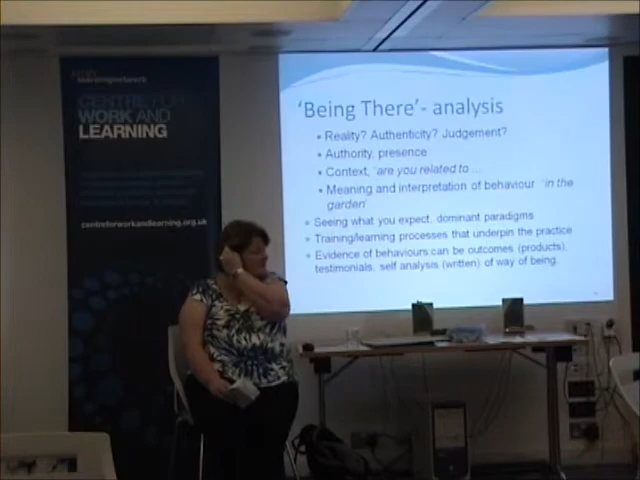 CENTRE FOR
WORK AND
LEARNING
centreforworkandlearning.org.uk
'Being There'- analysis
• Reality? Authenticity? Judgement?
• Authority, presence
• Context, 'are you related to ...
• Meaning and interpretation of behaviour 'in the
garden'
• Seeing what you expect, dominant paradigms
• Training/learning processes that underpin the practice
• Evidence of behaviours can be outcomes (products),
testimonials, self analysis (written) of way of being.